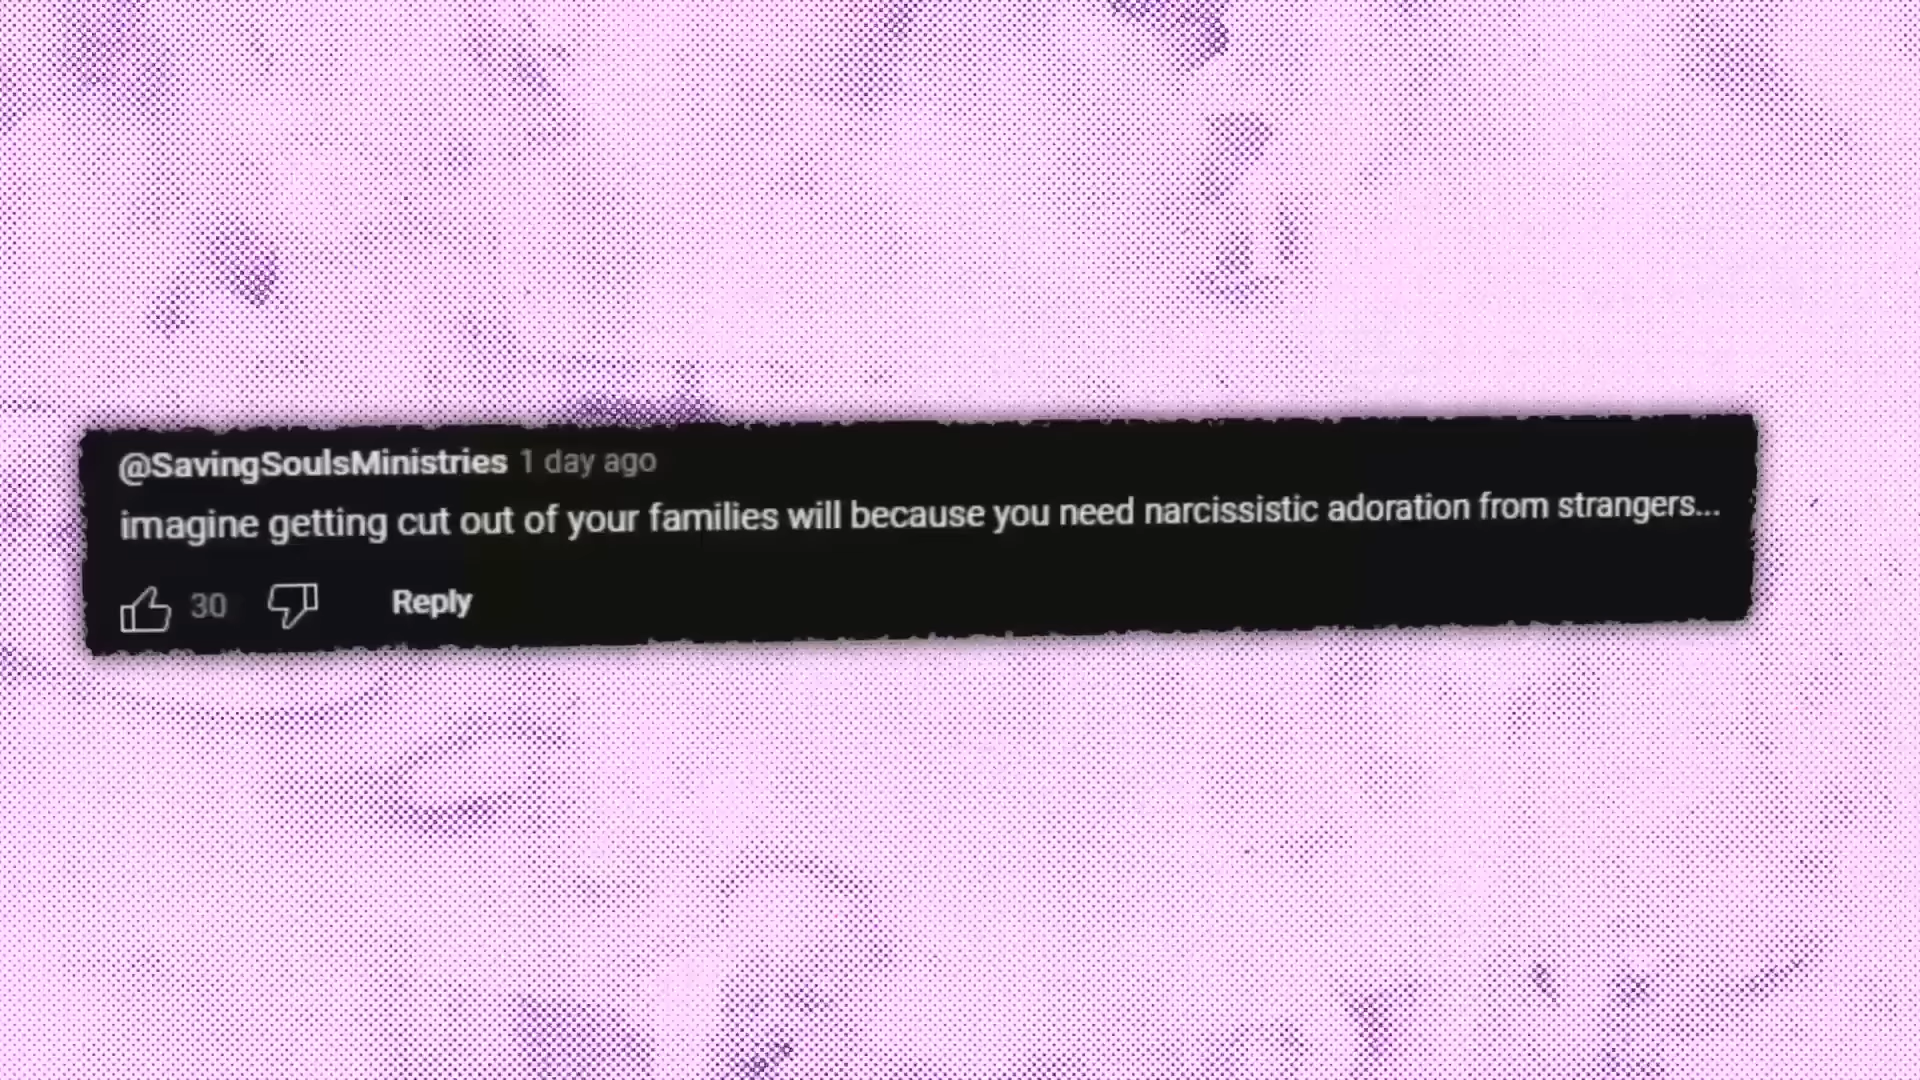 @SavingSoulsMinistries 1 day ago
imagine getting cut out of your families will because you need narcissistic adoration from strangers...
30 Reply